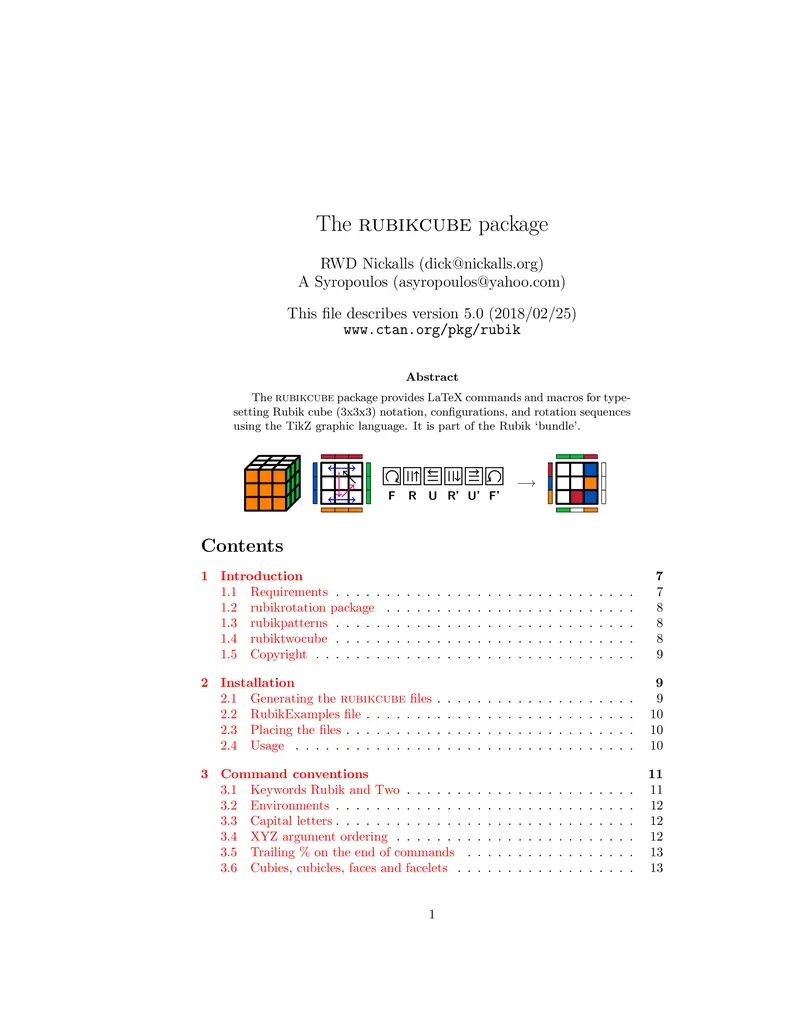 The RUBIKCUBE package
RWD Nickalls (dick@nickalls.org)
A Syropoulos (asyropoulos@yahoo.com)
This file describes version 5.0 (2018/02/25)
www.ctan.org/pkg/rubik
Abstract
The RUBIKCUBE package provides LaTeX commands and macros for type-
setting Rubik cube (3x3x3) notation, configurations, and rotation sequences
using the TikZ graphic language. It is part of the Rubik ‘bundle’.
F R U R’ U’ F’
Contents
1 Introduction 7
1.1 Requirements . . . . . . . . . . . . . . . . . . . . . . . . . . . . . . 7
1.2 rubikrotation package . . . . . . . . . . . . . . . . . . . . . . . . . 8
1.3 rubikpatterns . . . . . . . . . . . . . . . . . . . . . . . . . . . . . . 8
1.4 rubiktwocube . . . . . . . . . . . . . . . . . . . . . . . . . . . . . . 8
1.5 Copyright . . . . . . . . . . . . . . . . . . . . . . . . . . . . . . . . 9
2 Installation 9
2.1 Generating the RUBIKCUBE files . . . . . . . . . . . . . . . . . . . . 9
2.2 RubikExamples file . . . . . . . . . . . . . . . . . . . . . . . . . . . 10
2.3 Placing the files . . . . . . . . . . . . . . . . . . . . . . . . . . . . . 10
2.4 Usage . . . . . . . . . . . . . . . . . . . . . . . . . . . . . . . . . . 10
3 Command conventions 11
3.1 Keywords Rubik and Two . . . . . . . . . . . . . . . . . . . . . . . 11
3.2 Environments . . . . . . . . . . . . . . . . . . . . . . . . . . . . . . 12
3.3 Capital letters . . . . . . . . . . . . . . . . . . . . . . . . . . . . . . 12
3.4 XYZ argument ordering . . . . . . . . . . . . . . . . . . . . . . . . 12
3.5 Trailing % on the end of commands . . . . . . . . . . . . . . . . . 13
3.6 Cubies, cubicles, faces and facelets . . . . . . . . . . . . . . . . . . 13
1